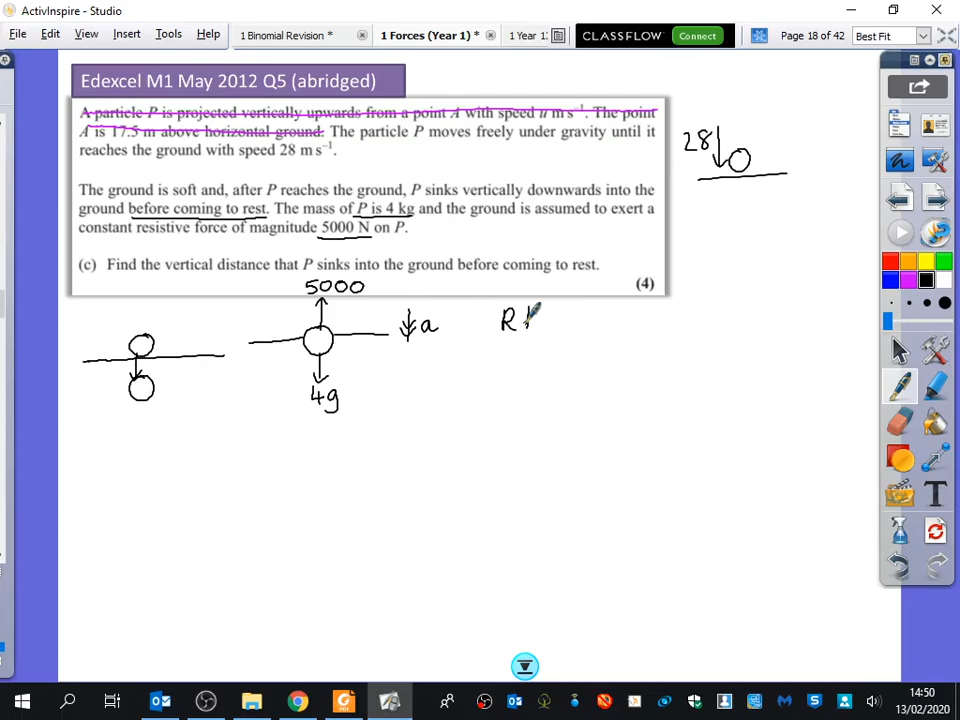 ActivInspire - Studio
File Edit View Insert Tools Help
1 Binomial Revision *
1 Forces (Year 1) *
1 Year 1:
CLASSFLOW Connect
Page 18 of 42
Best Fit
Edexcel M1 May 2012 Q5 (abridged)
A particle P is projected vertically upwards from a point A with speed u m s⁻¹. The point
A is 17.5 m above horizontal ground. The particle P moves freely under gravity until it
reaches the ground with speed 28 m s⁻¹.
The ground is soft and, after P reaches the ground, P sinks vertically downwards into the
ground before coming to rest. The mass of P is 4 kg and the ground is assumed to exert a
constant resistive force of magnitude 5000 N on P.
(c) Find the vertical distance that P sinks into the ground before coming to rest.
(4)
28
5000
a
R
4g
14:50
13/02/2020